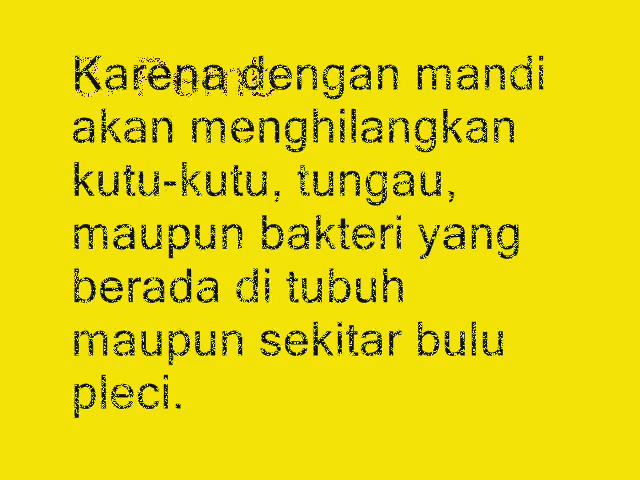 Karena dengan mandi
akan menghilangkan
kutu-kutu, tungau,
maupun bakteri yang
berada di tubuh
maupun sekitar bulu
pleci.